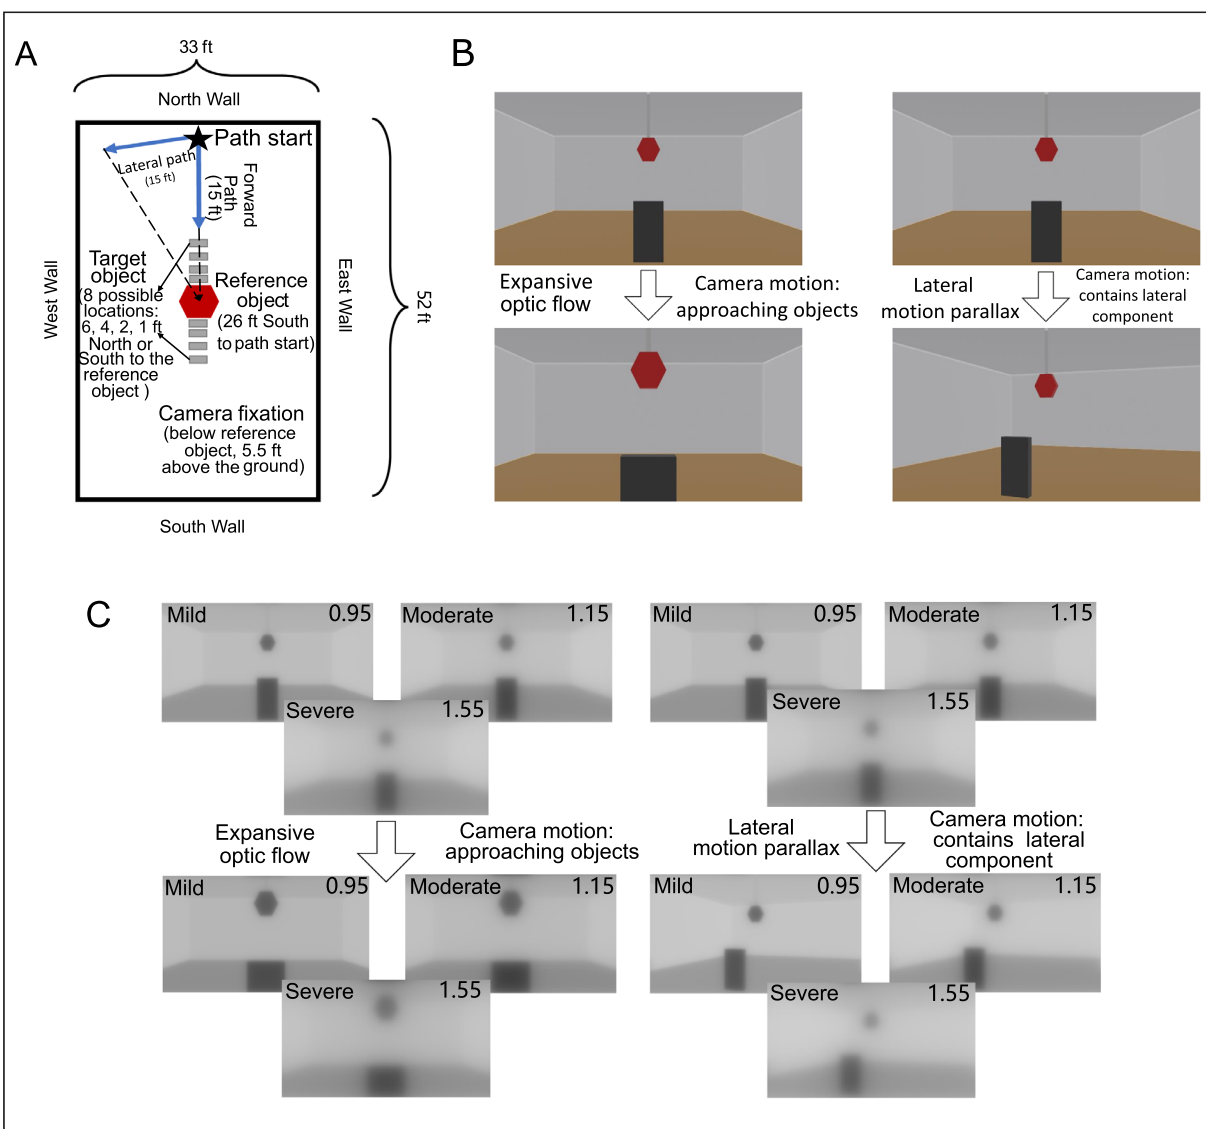 A
33 ft
North Wall
Path start
Lateral path
(15 ft)
Forward
Path
(15 ft)
Target
object
(8 possible
locations:
6, 4, 2, 1 ft
North or
South to the
reference
object )
Reference
object
(26 ft South
to path start)
West Wall
East Wall
52 ft
Camera fixation
(below reference
object, 5.5 ft
above the ground)
South Wall
B
Expansive
optic flow
Camera motion:
approaching objects
Lateral
motion parallax
Camera motion:
contains lateral
component
C
Mild 0.95
Moderate 1.15
Severe 1.55
Mild 0.95
Moderate 1.15
Severe 1.55
Expansive
optic flow
Camera motion:
approaching objects
Lateral
motion parallax
Camera motion:
contains lateral
component
Mild 0.95
Moderate 1.15
Severe 1.55
Mild 0.95
Moderate 1.15
Severe 1.55